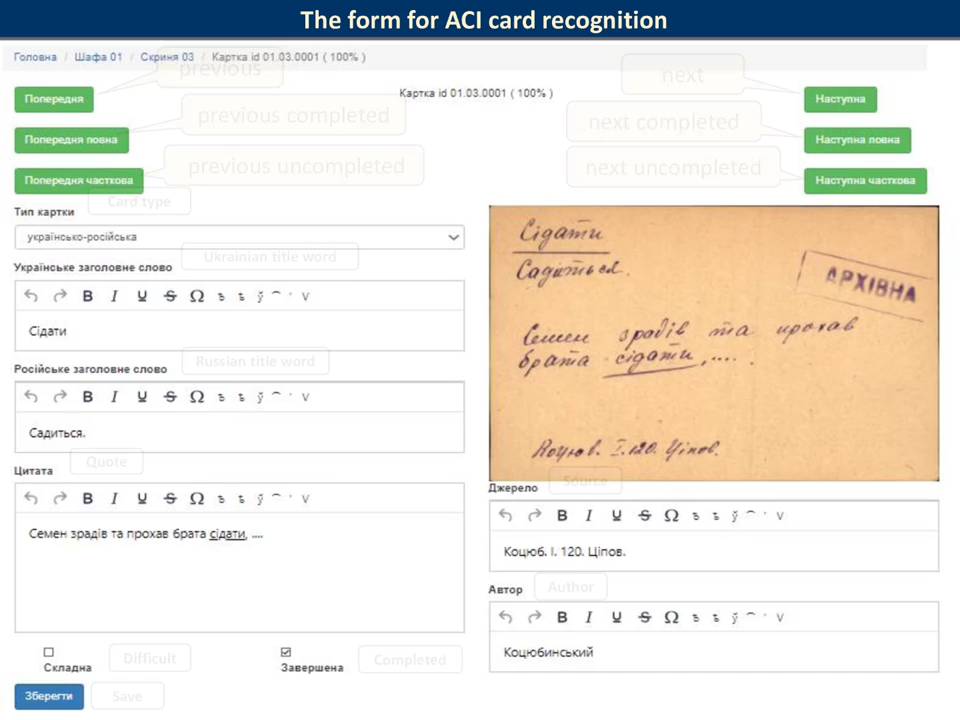 The form for ACI card recognition
Головна / Шафа 01 / Скриня 03 / Картка id 01.03.0001 ( 100% )
previous
next
Попередня
Картка id 01.03.0001 ( 100% )
Наступна
previous completed
next completed
Попередня повна
Наступна повна
previous uncompleted
next uncompleted
Попередня часткова
Наступна часткова
Card type
Тип картки
українсько-російська
Ukrainian title word
Українське заголовне слово
B I U S Ω
Сідати
Russian title word
Російське заголовне слово
B I U S Ω
Садиться.
Quote
Цитата
B I U S Ω
Семен зрадів та прохав брата сідати, ....
Складна
Difficult
Завершена
Completed
Зберегти
Save
Сідати
Садиться.
АРХІВНА
Семен зрадів та прохав
брата сідати, ....
Коцюб. І. 120. Ціпов.
Source
Джерело
B I U S Ω
Коцюб. І. 120. Ціпов.
Автор
Author
B I U S Ω
Коцюбинський